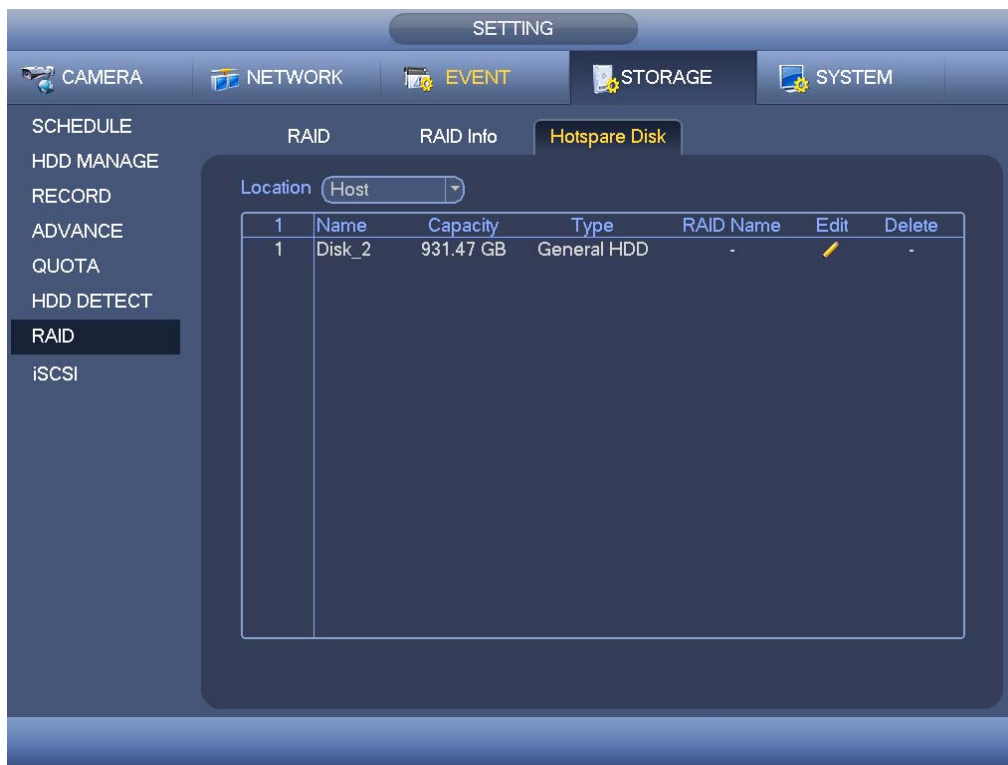 SETTING
CAMERA NETWORK EVENT STORAGE SYSTEM
SCHEDULE
HDD MANAGE
RECORD
ADVANCE
QUOTA
HDD DETECT
RAID
iSCSI
RAID RAID Info Hotspare Disk
Location Host
1 Name Capacity Type RAID Name Edit Delete
1 Disk_2 931.47 GB General HDD - -